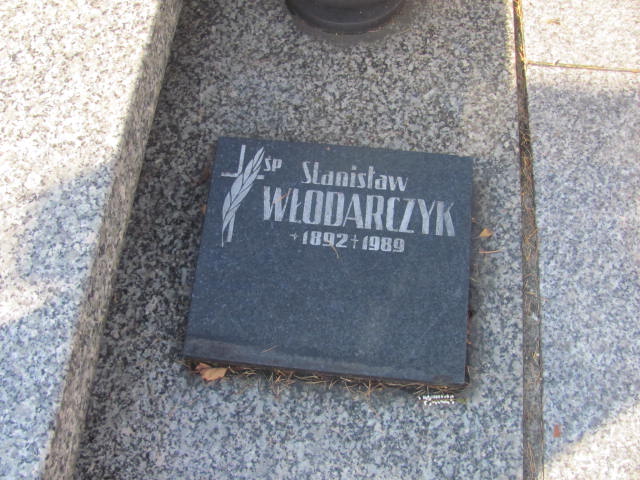 ŚP Stanisław
WŁODARCZYK
*1892 †1989